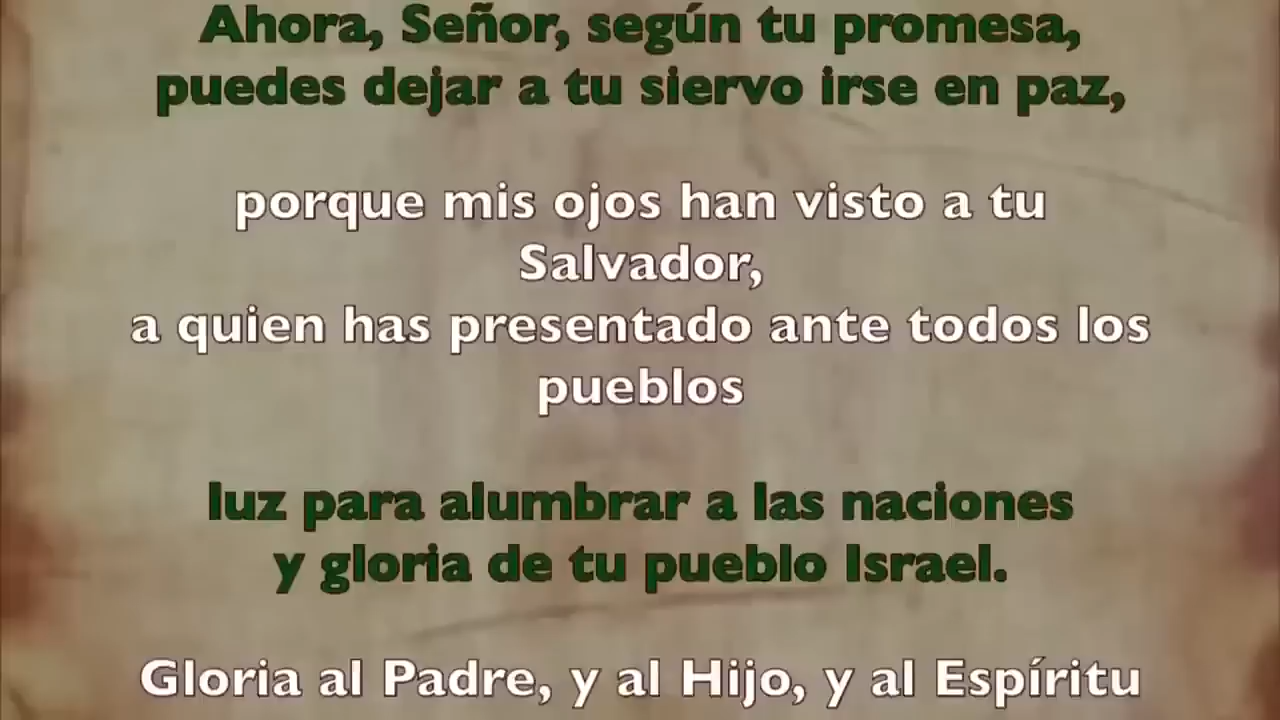 Ahora, Señor, según tu promesa,
puedes dejar a tu siervo irse en paz,
porque mis ojos han visto a tu
Salvador,
a quien has presentado ante todos los
pueblos
luz para alumbrar a las naciones
y gloria de tu pueblo Israel.
Gloria al Padre, y al Hijo, y al Espíritu